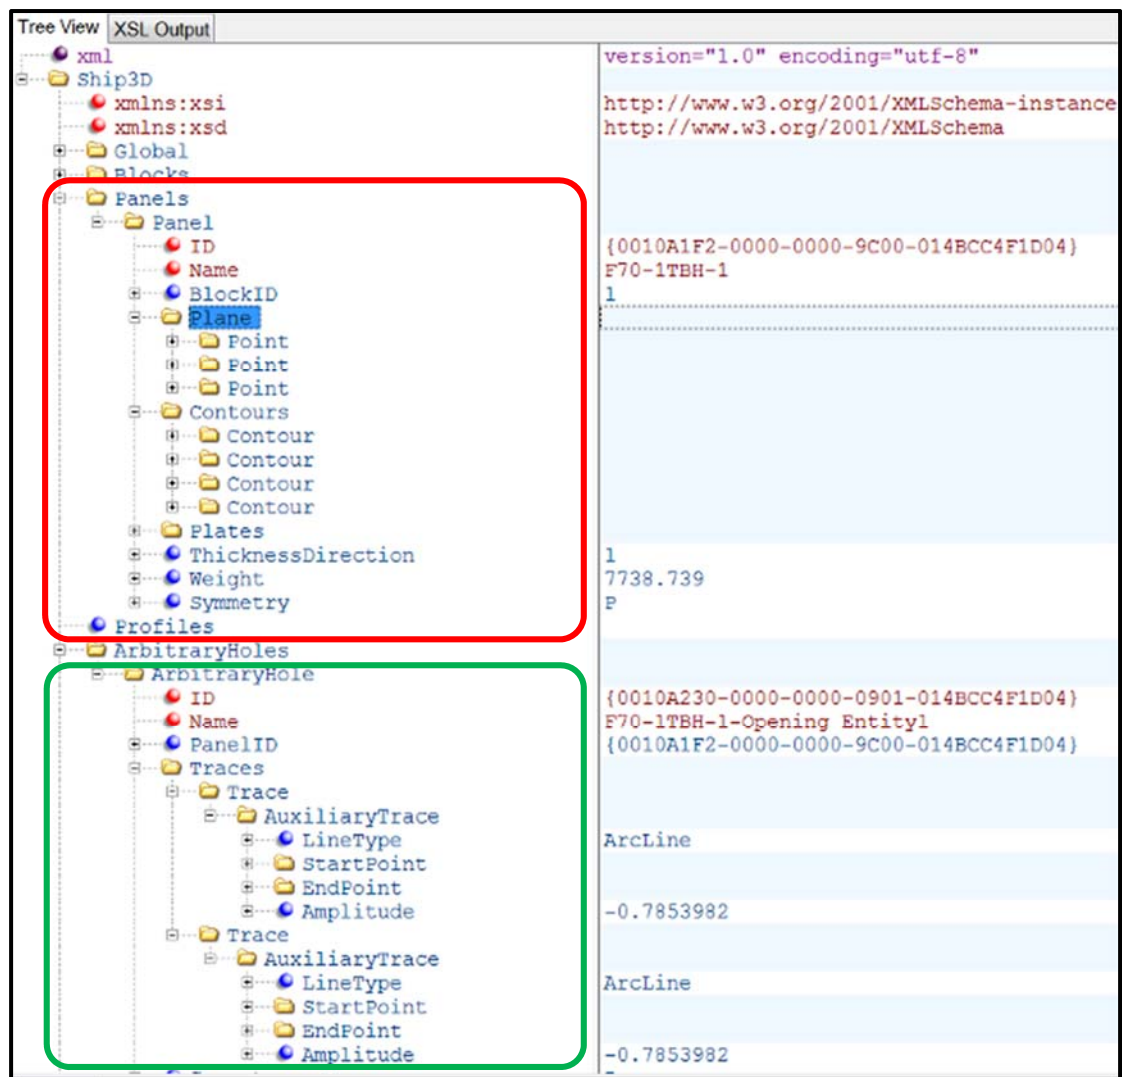 Tree View XSL Output
xml version="1.0" encoding="utf-8"
Ship3D
xmlns:xsi http://www.w3.org/2001/XMLSchema-instance
xmlns:xsd http://www.w3.org/2001/XMLSchema
Global
Blocks
Panels
Panel
ID {0010A1F2-0000-0000-9C00-014BCC4F1D04}
Name F70-1TBH-1
BlockID 1
Plane
Point
Point
Point
Contours
Contour
Contour
Contour
Contour
Plates
ThicknessDirection 1
Weight 7738.739
Symmetry P
Profiles
ArbitraryHoles
ArbitraryHole
ID {0010A230-0000-0000-0901-014BCC4F1D04}
Name F70-1TBH-1-Opening Entity1
PanelID {0010A1F2-0000-0000-9C00-014BCC4F1D04}
Traces
Trace
AuxiliaryTrace
LineType ArcLine
StartPoint
EndPoint
Amplitude -0.7853982
Trace
AuxiliaryTrace
LineType ArcLine
StartPoint
EndPoint
Amplitude -0.7853982